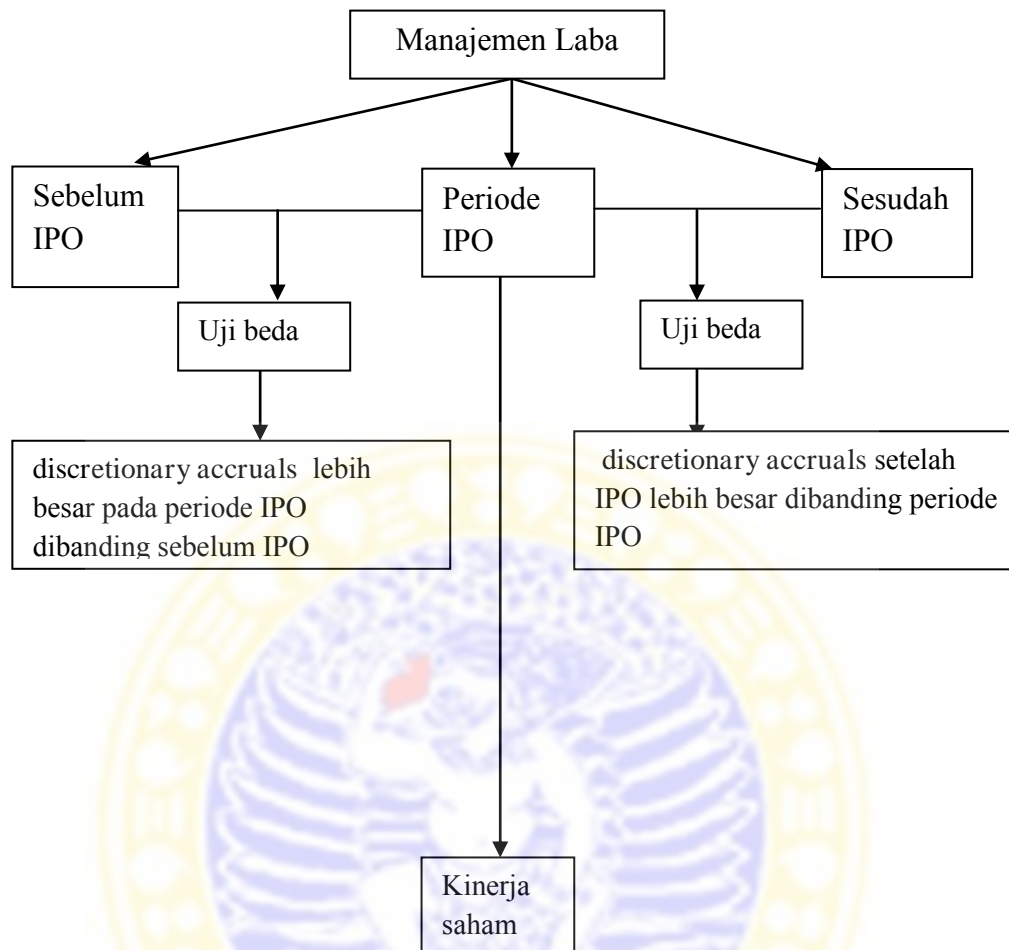 Manajemen Laba
Sebelum
IPO
Periode
IPO
Sesudah
IPO
Uji beda
Uji beda
discretionary accruals lebih
besar pada periode IPO
dibanding sebelum IPO
discretionary accruals setelah
IPO lebih besar dibanding periode
IPO
Kinerja
saham